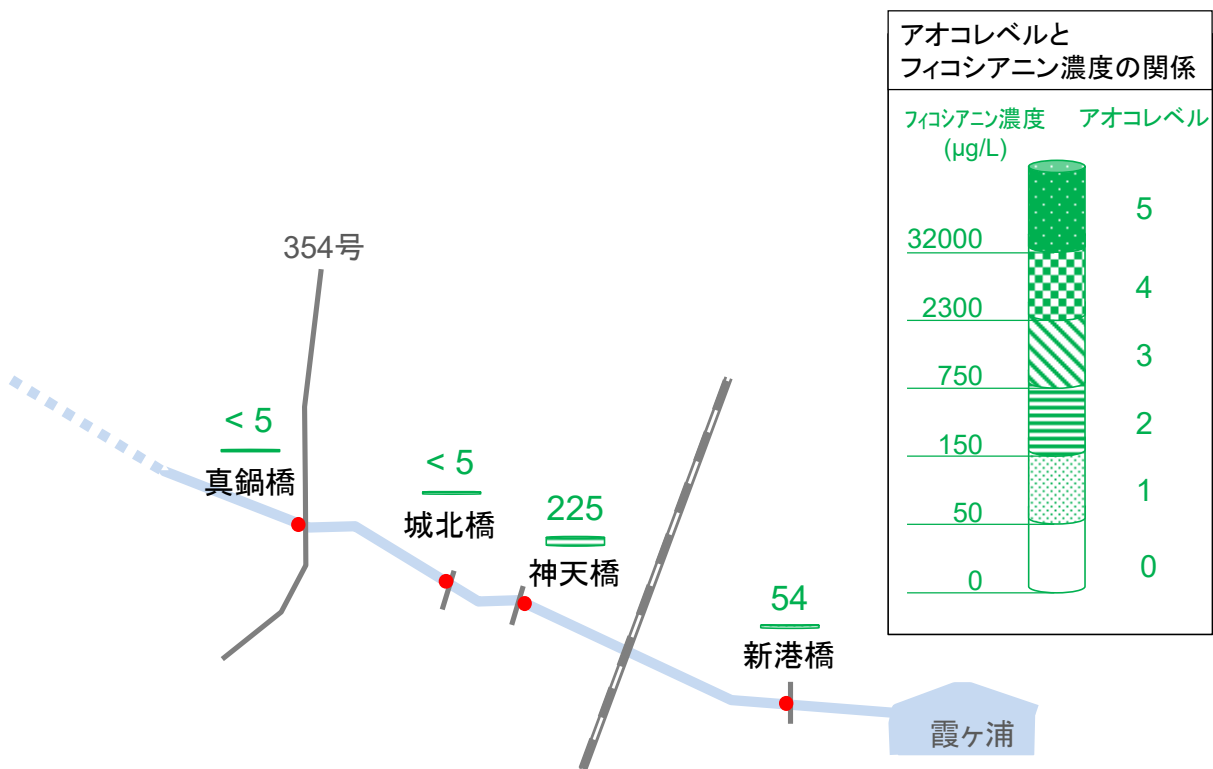 アオコレベルと
フィコシアニン濃度の関係
フィコシアニン濃度 アオコレベル
(μg/L)
5
32000
4
2300
3
750
2
150
1
50
0
0
354号
< 5
真鍋橋
< 5
城北橋
225
神天橋
54
新港橋
霞ヶ浦